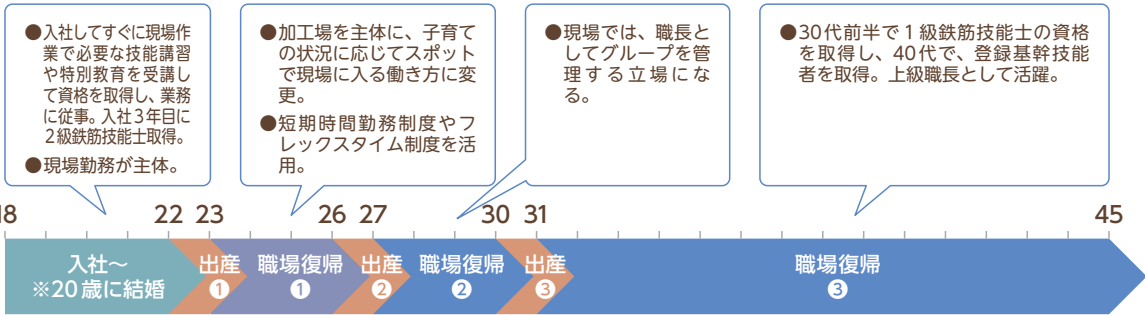 ●入社してすぐに現場作
業で必要な技能講習
や特別教育を受講し
て資格を取得し、業務
に従事。入社3年目に
2級鉄筋技能士取得。
●現場勤務が主体。
●加工場を主体に、子育て
の状況に応じてスポット
で現場に入る働き方に変
更。
●短期時間勤務制度やフ
レックスタイム制度を活
用。
●現場では、職長と
してグループを管
理する立場にな
る。
●30代前半で1級鉄筋技能士の資格
を取得し、40代で、登録基幹技能
者を取得。上級職長として活躍。
18 22 23 26 27 30 31 45
入社〜
※20歳に結婚
出産
❶
職場復帰
❶
出産
❷
職場復帰
❷
出産
❸
職場復帰
❸